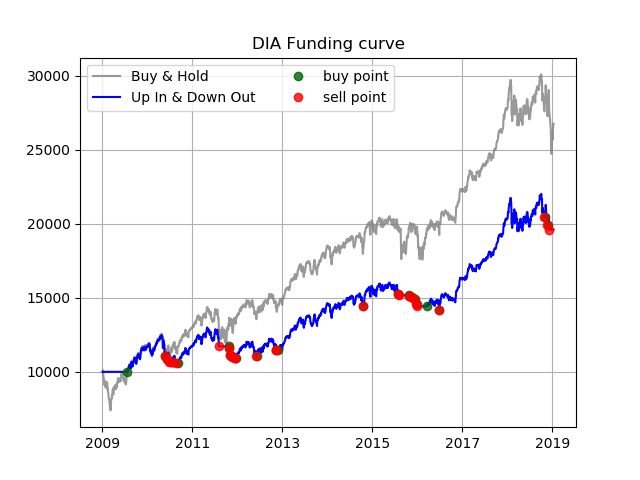 DIA Funding curve
Buy & Hold
Up In & Down Out
buy point
sell point
30000
25000
20000
15000
10000
2009
2011
2013
2015
2017
2019